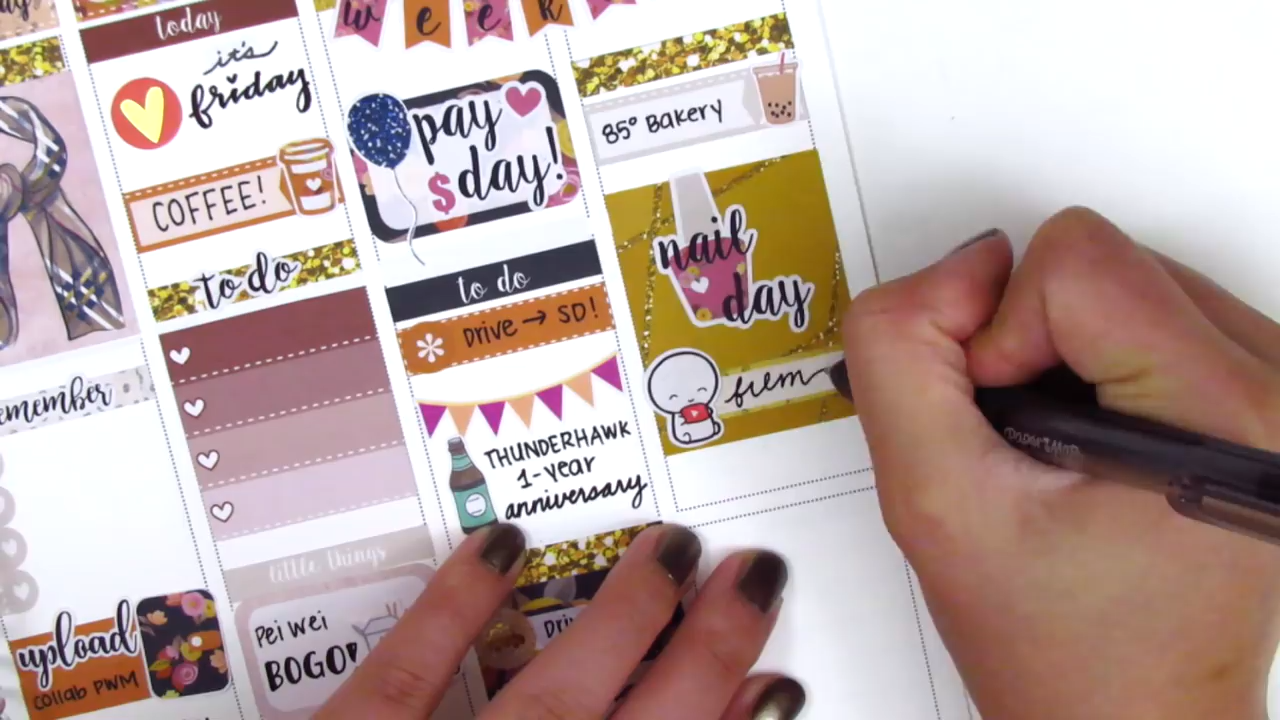 today
it's
friday
COFFEE!
to do
upload
collab PWM
little things
Pei Wei
BOGO!
week
pay
$day!
to do
Drive → SD!
THUNDERHAWK
1-year
anniversary
85° Bakery
nail
day